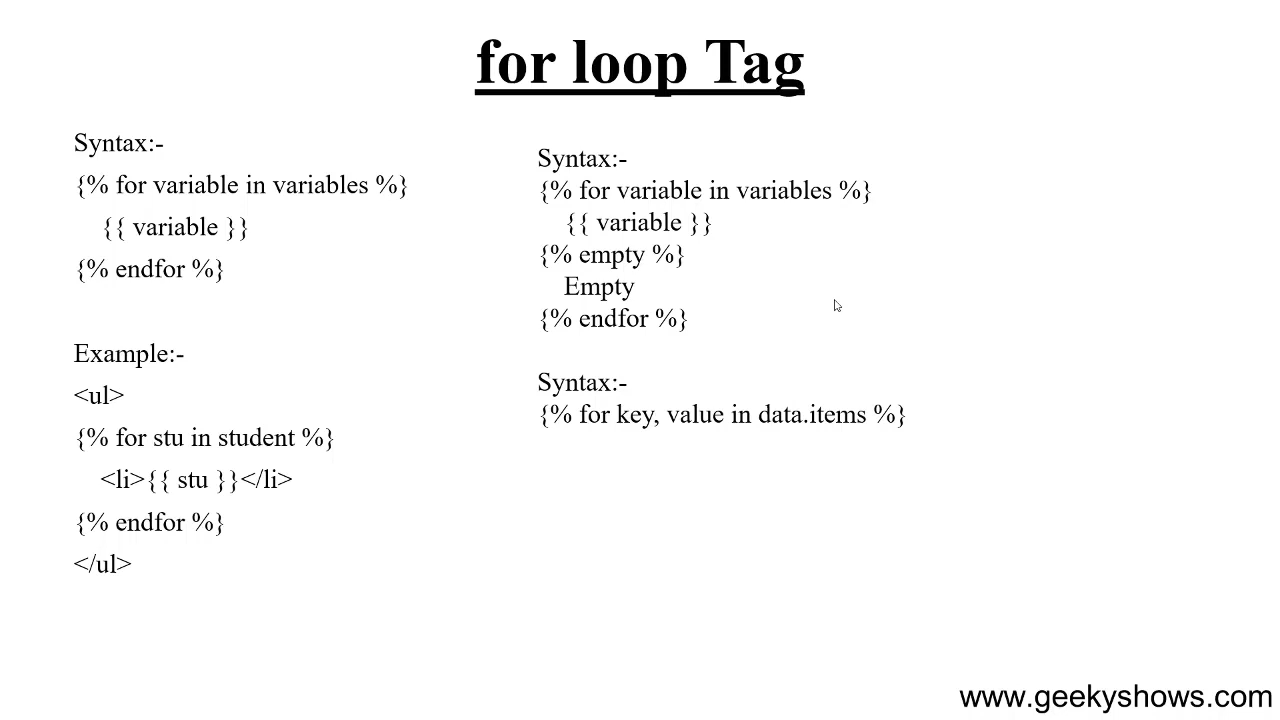 for loop Tag
Syntax:-
{% for variable in variables %}
{{ variable }}
{% endfor %}
Example:-
<ul>
{% for stu in student %}
<li>{{ stu }}</li>
{% endfor %}
</ul>
Syntax:-
{% for variable in variables %}
{{ variable }}
{% empty %}
Empty
{% endfor %}
Syntax:-
{% for key, value in data.items %}
www.geekyshows.com